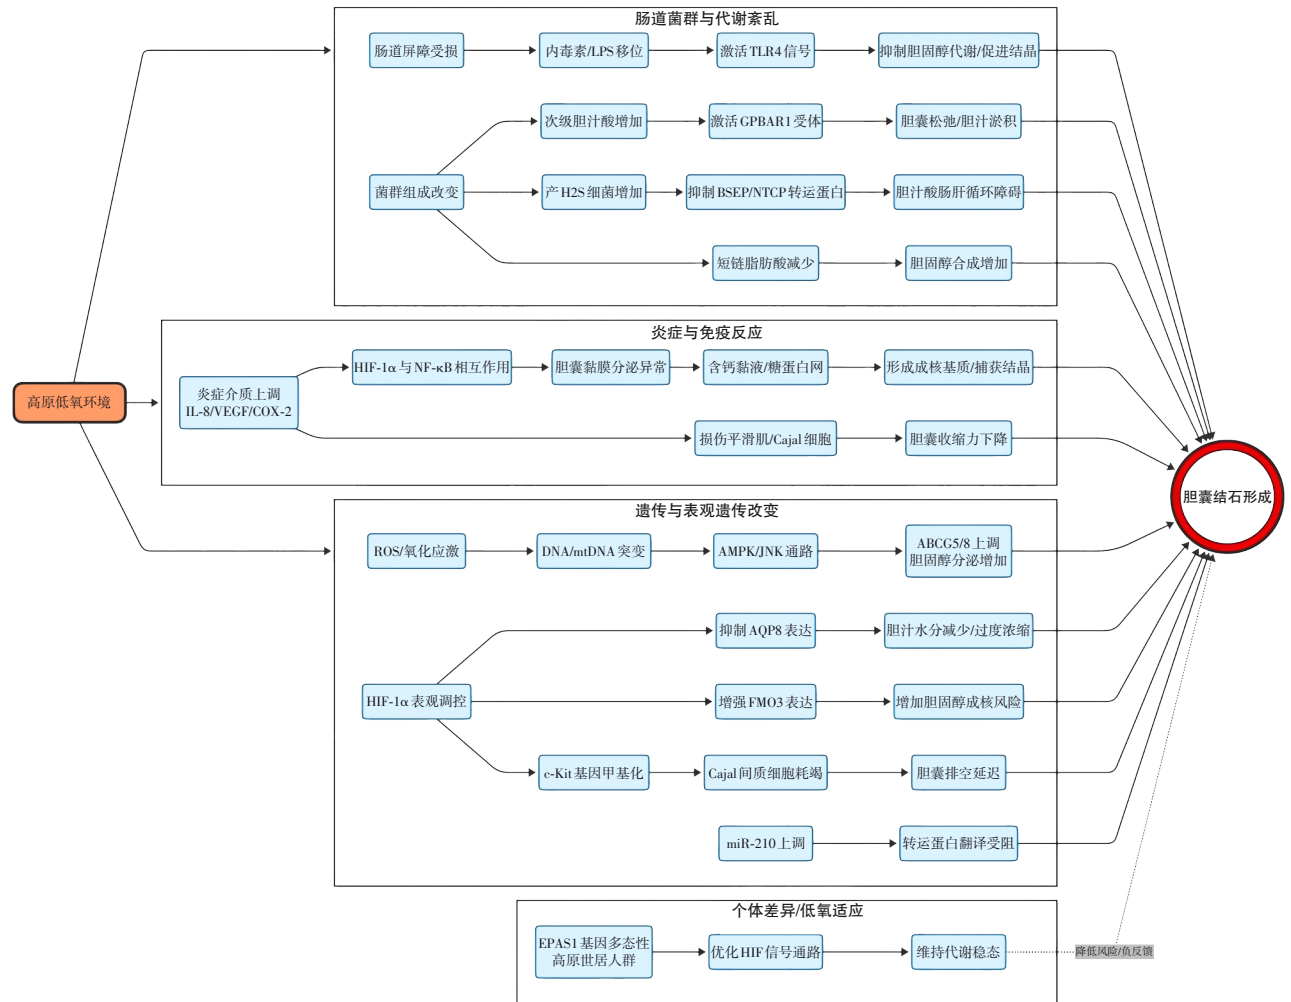 肠道菌群与代谢紊乱
肠道屏障受损
内毒素/LPS移位
激活TLR4信号
抑制胆固醇代谢/促进结晶
次级胆汁酸增加
激活GPBAR1受体
胆囊松弛/胆汁淤积
菌群组成改变
产H2S细菌增加
抑制BSEP/NTCP转运蛋白
胆汁酸肠肝循环障碍
短链脂肪酸减少
胆固醇合成增加
炎症与免疫反应
高原低氧环境
炎症介质上调
IL-8/VEGF/COX-2
HIF-1α与NF-κB相互作用
胆囊黏膜分泌异常
含钙黏液/糖蛋白网
形成成核基质/捕获结晶
损伤平滑肌/Cajal细胞
胆囊收缩力下降
胆囊结石形成
遗传与表观遗传改变
ROS/氧化应激
DNA/mtDNA突变
AMPK/JNK通路
ABCG5/8上调
胆固醇分泌增加
抑制AQP8表达
胆汁水分减少/过度浓缩
HIF-1α表观调控
增强FMO3表达
增加胆固醇成核风险
c-Kit基因甲基化
Cajal间质细胞耗竭
胆囊排空延迟
miR-210上调
转运蛋白翻译受阻
个体差异/低氧适应
EPAS1基因多态性
高原世居人群
优化HIF信号通路
维持代谢稳态
降低风险/负反馈